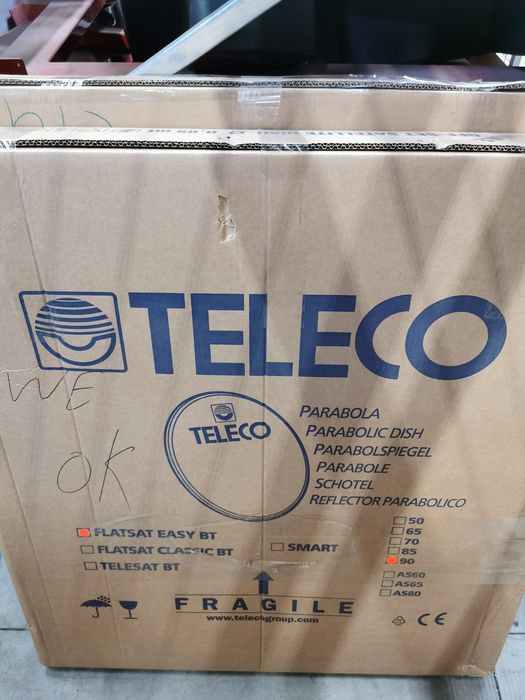 TELECO
WE
OK
TELECO
PARABOLA
PARABOLIC DISH
PARABOLSPIEGEL
PARABOLE
SCHOTEL
REFLECTOR PARABOLICO
FLATSAT EASY BT
FLATSAT CLASSIC BT
TELESAT BT
SMART
50
65
70
85
90
AS60
AS65
AS80
FRAGILE
www.telecogroup.com
CE